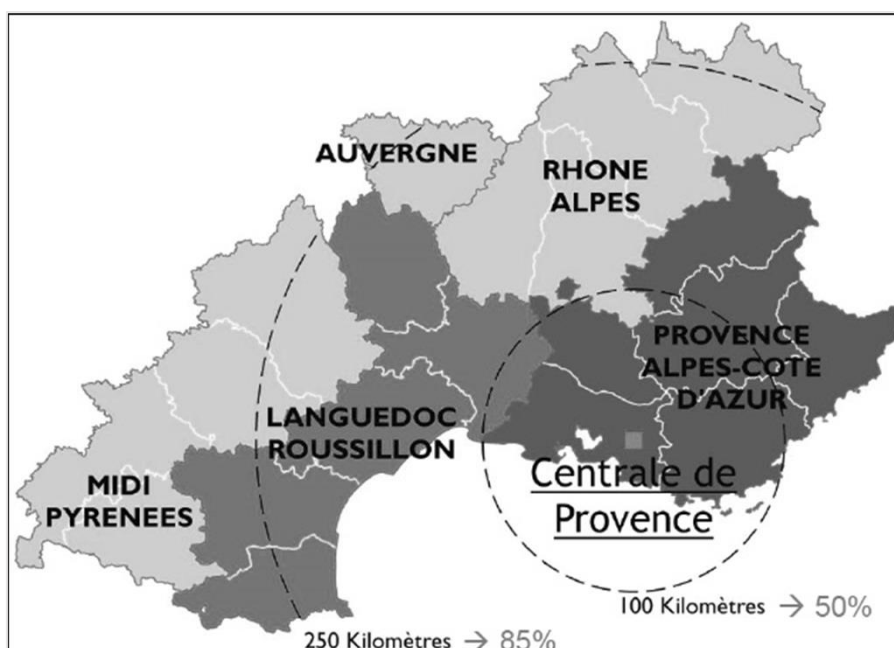 AUVERGNE
RHONE
ALPES
PROVENCE
ALPES-COTE
D'AZUR
LANGUEDOC
ROUSSILLON
MIDI
PYRENEES
Centrale de
Provence
100 Kilomètres → 50%
250 Kilomètres → 85%